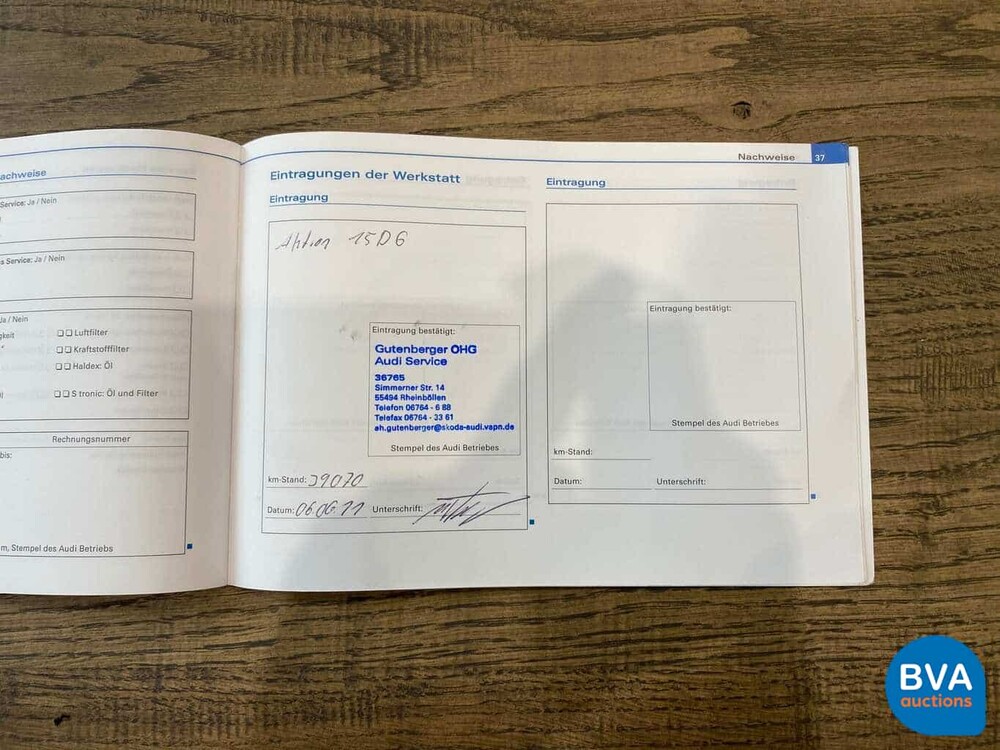 Nachweise
Service: Ja / Nein
s Service: Ja / Nein
Ja / Nein
Luftfilter
Kraftstofffilter
Haldex: Öl
S tronic: Öl und Filter
Rechnungsnummer
bis:
m, Stempel des Audi Betriebs
Nachweise 37
Eintragungen der Werkstatt
Eintragung
Aktion 15D6
Eintragung bestätigt:
Gutenberger OHG
Audi Service
36765
Simmerner Str. 14
55494 Rheinböllen
Telefon 06764 - 6 88
Telefax 06764 - 33 61
ah.gutenberger@skoda-audi.vapn.de
Stempel des Audi Betriebes
km-Stand: 39070
Datum: 06.06.11 Unterschrift:
Eintragung
Eintragung bestätigt:
Stempel des Audi Betriebes
km-Stand:
Datum: Unterschrift:
BVA
auctions